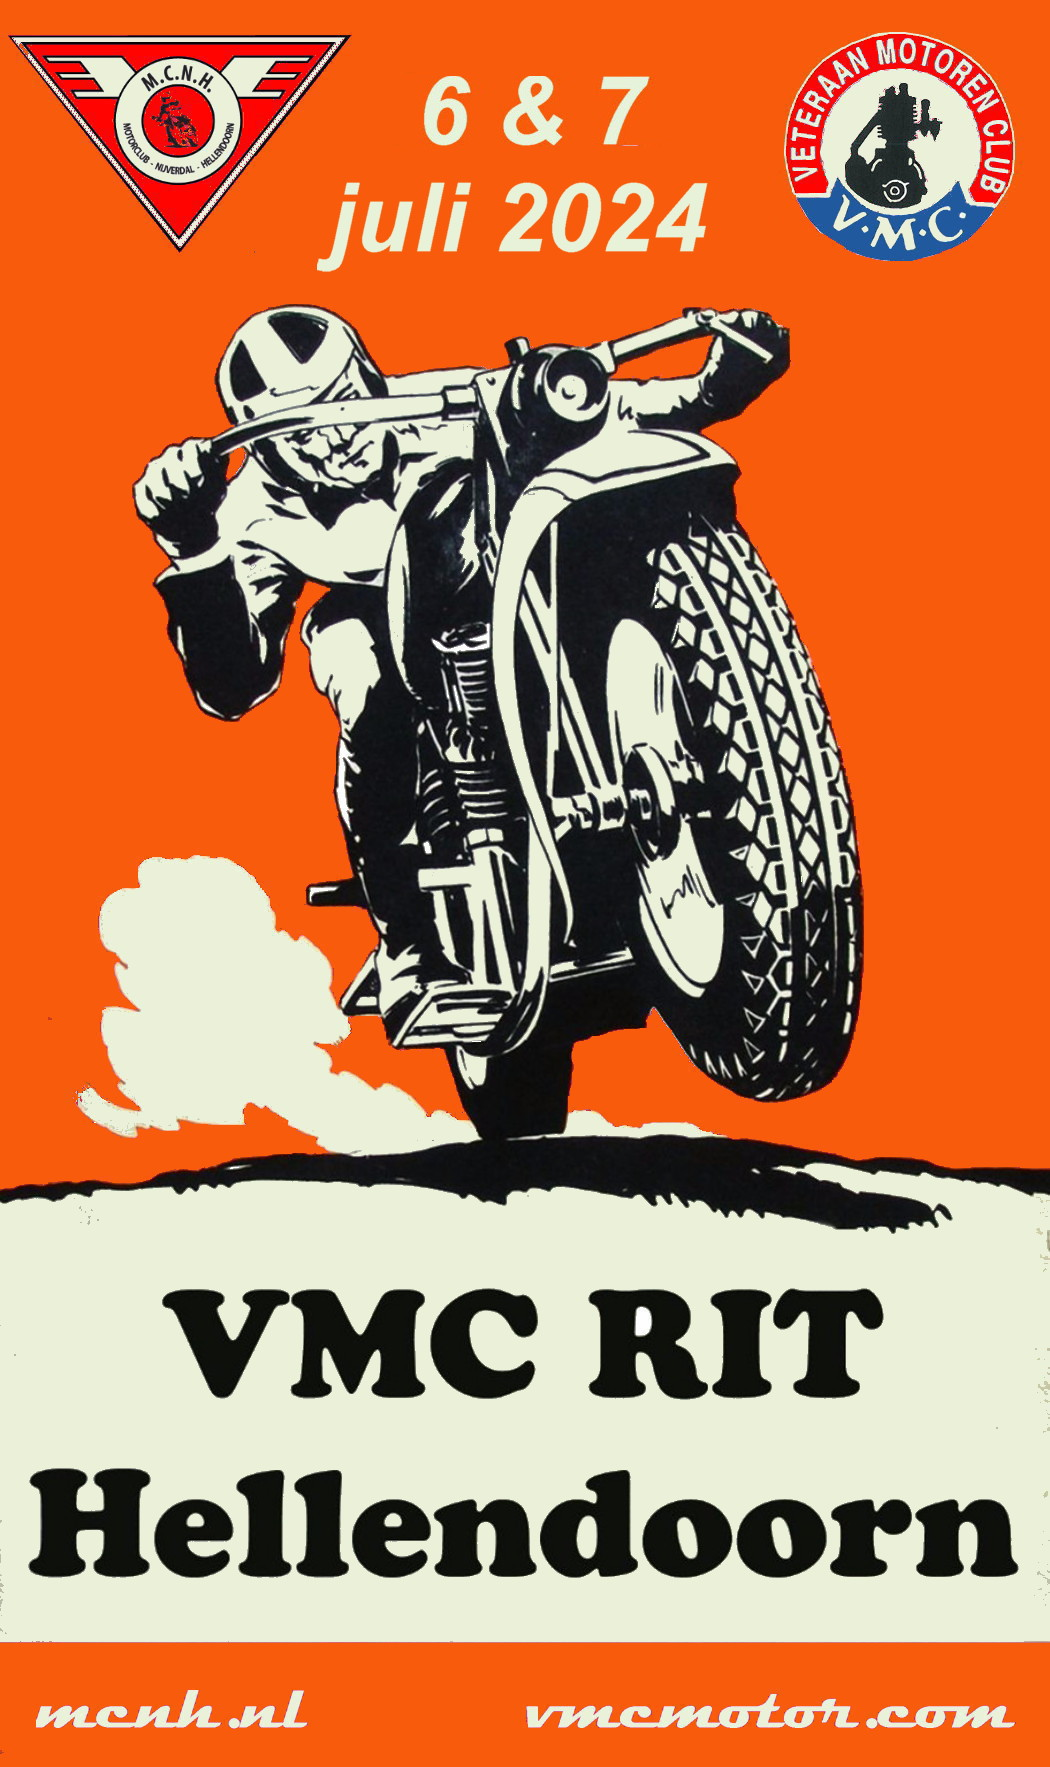 M.C.N.H.
MOTORCLUB - NIJVERDAL - HELLENDOORN
6 & 7
juli 2024
VETERAAN MOTOREN CLUB
V·M·C·
VMC RIT
Hellendoorn
mcnh.nl
vmcmotor.com